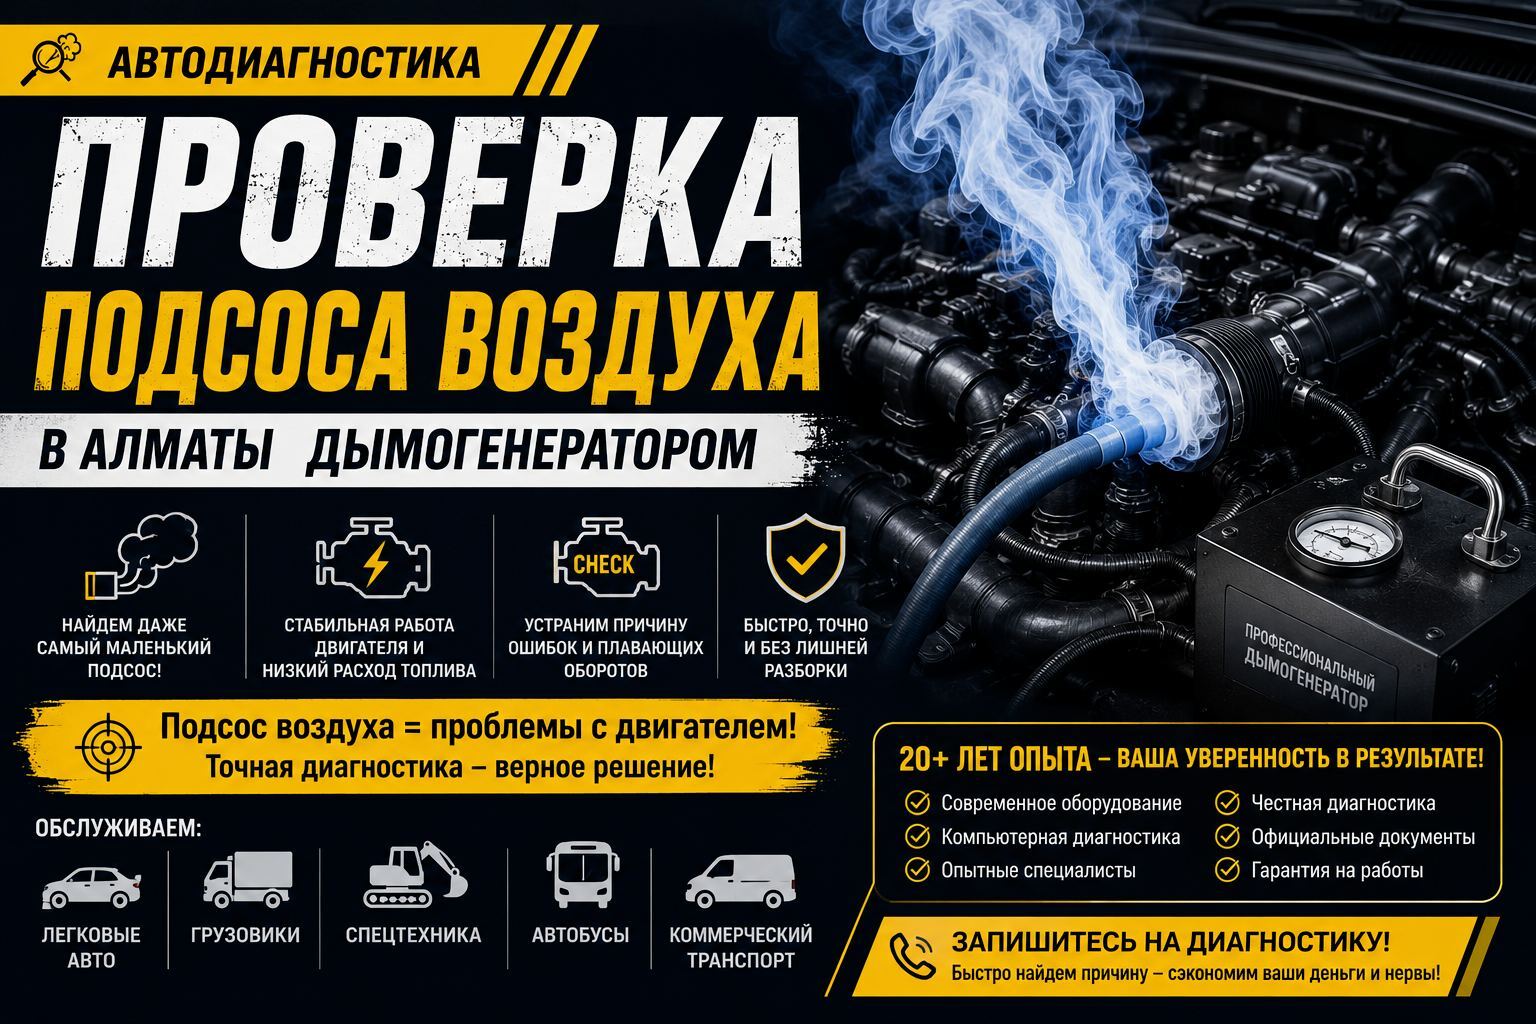 АВТОДИАГНОСТИКА
ПРОВЕРКА
ПОДСОСА ВОЗДУХА
В АЛМАТЫ ДЫМОГЕНЕРАТОРОМ
НАЙДЕМ ДАЖЕ
САМЫЙ МАЛЕНЬКИЙ
ПОДСОС!
СТАБИЛЬНАЯ РАБОТА
ДВИГАТЕЛЯ И
НИЗКИЙ РАСХОД ТОПЛИВА
CHECK
УСТРАНИМ ПРИЧИНУ
ОШИБОК И ПЛАВАЮЩИХ
ОБОРОТОВ
БЫСТРО, ТОЧНО
И БЕЗ ЛИШНЕЙ
РАЗБОРКИ
ПРОФЕССИОНАЛЬНЫЙ
ДЫМОГЕНЕРАТОР
Подсос воздуха = проблемы с двигателем!
Точная диагностика – верное решение!
20+ ЛЕТ ОПЫТА – ВАША УВЕРЕННОСТЬ В РЕЗУЛЬТАТЕ!
Современное оборудование
Компьютерная диагностика
Опытные специалисты
Честная диагностика
Официальные документы
Гарантия на работы
ОБСЛУЖИВАЕМ:
ЛЕГКОВЫЕ
АВТО
ГРУЗОВИКИ
СПЕЦТЕХНИКА
АВТОБУСЫ
КОММЕРЧЕСКИЙ
ТРАНСПОРТ
ЗАПИШИТЕСЬ НА ДИАГНОСТИКУ!
Быстро найдем причину – сэкономим ваши деньги и нервы!